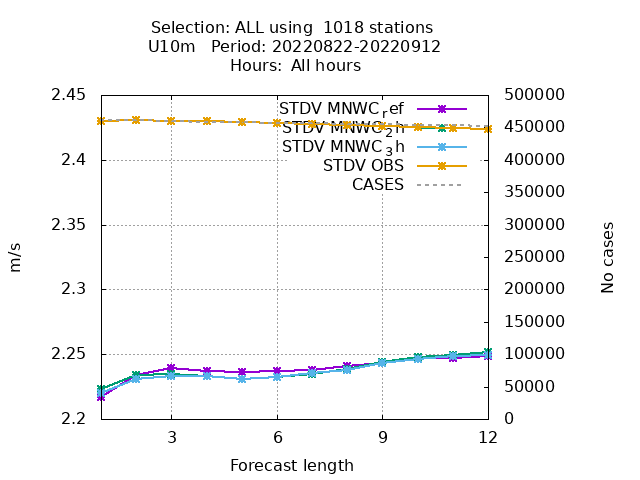 Selection: ALL using  1018 stations
U10m   Period: 20220822-20220912
Hours:  All hours
STDV MNWC_ref
STDV MNWC_2h
STDV MNWC_3h
STDV OBS
CASES
2.45
2.4
2.35
2.3
2.25
2.2
500000
450000
400000
350000
300000
250000
200000
150000
100000
50000
0
m/s
No cases
3 6 9 12
Forecast length